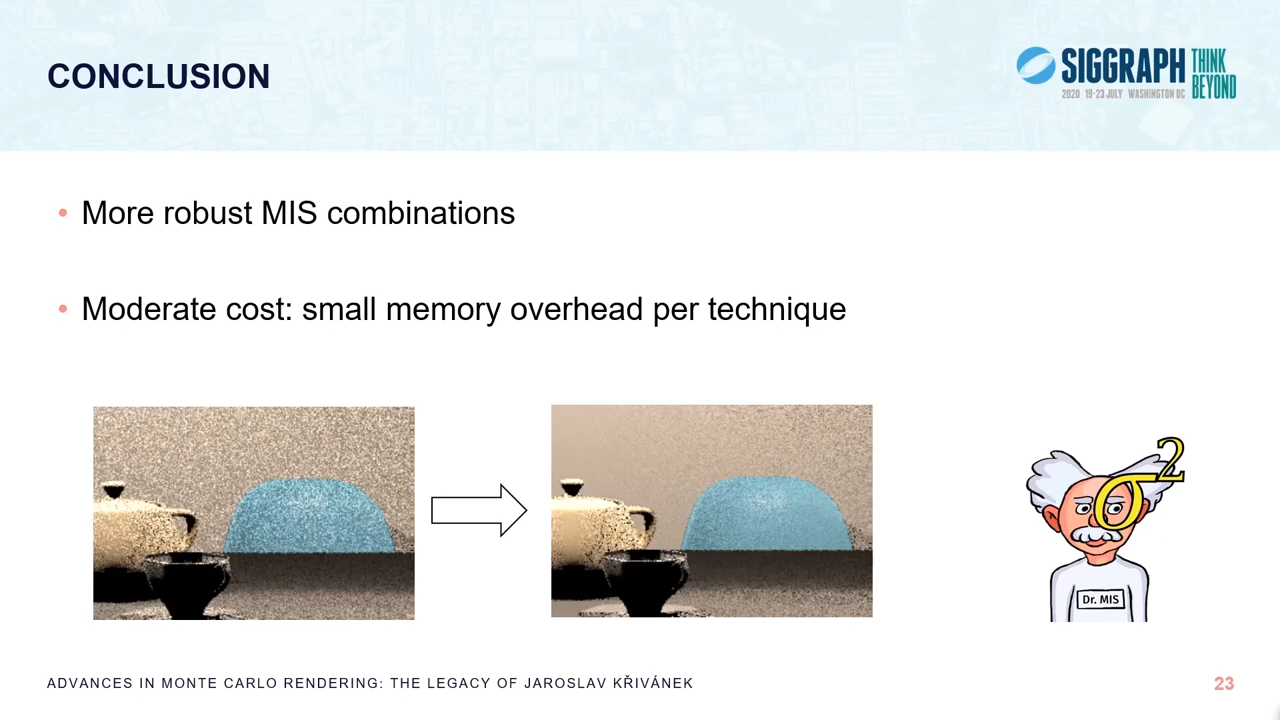 CONCLUSION
SIGGRAPH THINK BEYOND
2020 19-23 JULY WASHINGTON DC
• More robust MIS combinations
• Moderate cost: small memory overhead per technique
σ²
Dr. MIS
ADVANCES IN MONTE CARLO RENDERING: THE LEGACY OF JAROSLAV KŘIVÁNEK
23